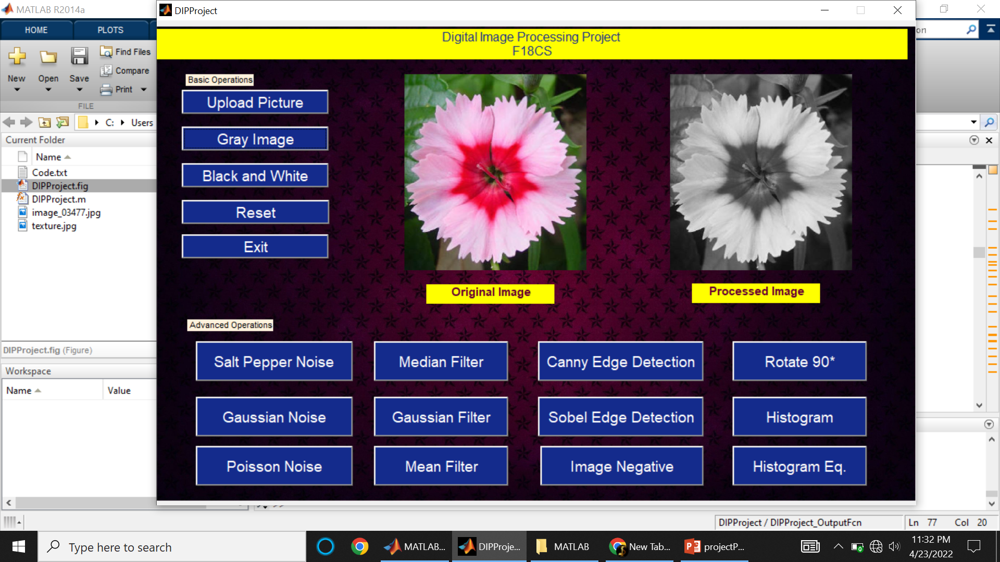 MATLAB R2014a
DIPProject
HOME
PLOTS
on
New
Open
Save
Find Files
Compare
Print
FILE
C:
Users
Current Folder
Name
Code.txt
DIPProject.fig
DIPProject.m
image_03477.jpg
texture.jpg
DIPProject.fig (Figure)
Workspace
Name
Value
Digital Image Processing Project
F18CS
Basic Operations
Upload Picture
Gray Image
Black and White
Reset
Exit
Original Image
Processed Image
Advanced Operations
Salt Pepper Noise
Median Filter
Canny Edge Detection
Rotate 90*
Gaussian Noise
Gaussian Filter
Sobel Edge Detection
Histogram
Poisson Noise
Mean Filter
Image Negative
Histogram Eq.
DIPProject / DIPProject_OutputFcn
Ln 77 Col 20
Type here to search
MATLAB...
DIPProje...
MATLAB
New Tab...
projectP...
11:32 PM
4/23/2022